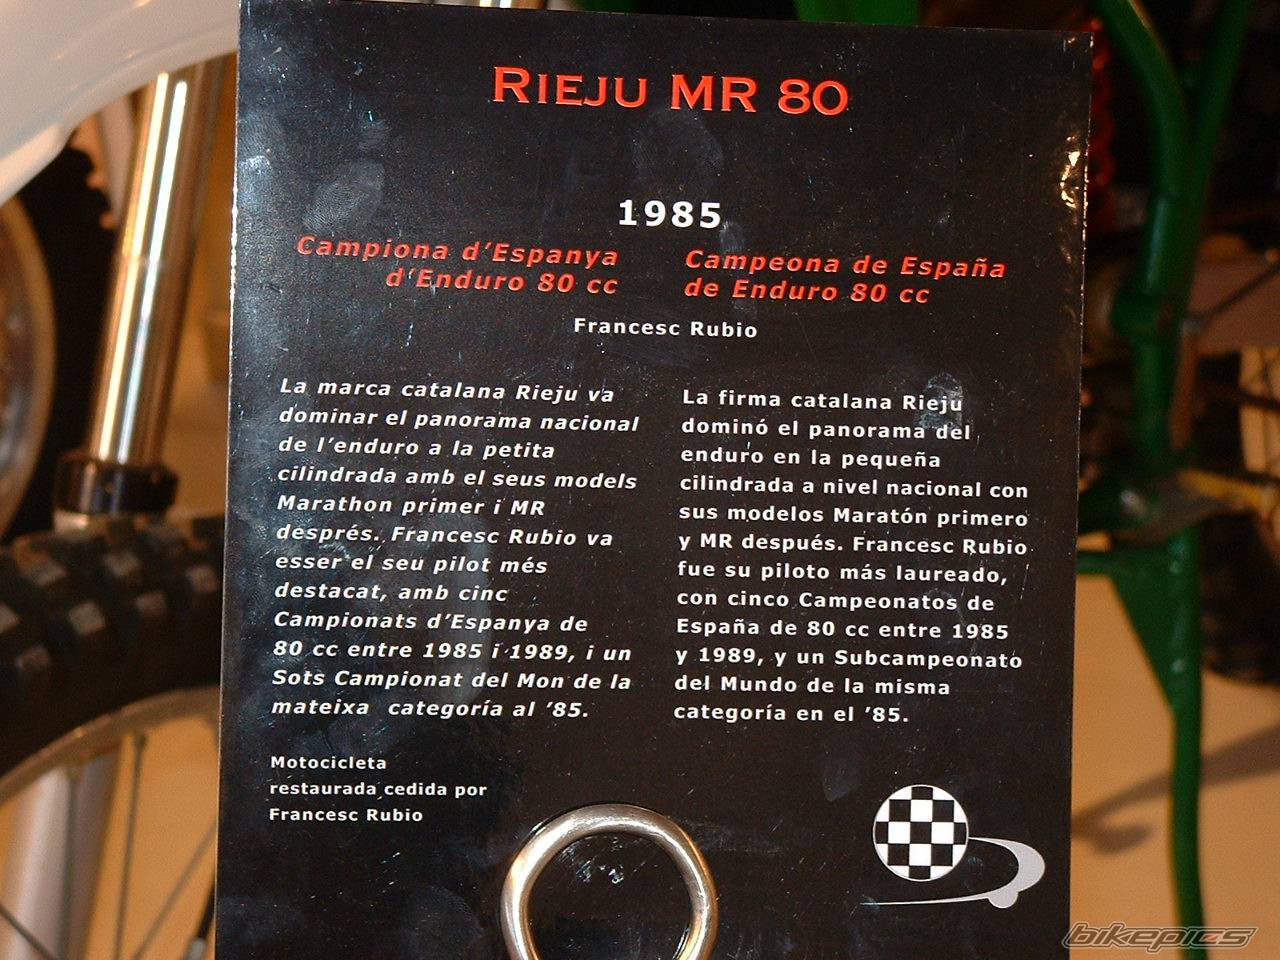 RIEJU MR 80
1985
Campiona d'Espanya
d'Enduro 80 cc
Campeona de España
de Enduro 80 cc
Francesc Rubio
La marca catalana Rieju va
dominar el panorama nacional
de l'enduro a la petita
cilindrada amb el seus models
Marathon primer i MR
després. Francesc Rubio va
esser el seu pilot més
destacat, amb cinc
Campionats d'Espanya de
80 cc entre 1985 i 1989, i un
Sots Campionat del Mon de la
mateixa categoría al '85.
La firma catalana Rieju
dominó el panorama del
enduro en la pequeña
cilindrada a nivel nacional con
sus modelos Maratón primero
y MR después. Francesc Rubio
fue su piloto más laureado,
con cinco Campeonatos de
España de 80 cc entre 1985
y 1989, y un Subcampeonato
del Mundo de la misma
categoría en el '85.
Motocicleta
restaurada cedida por
Francesc Rubio
bikepics